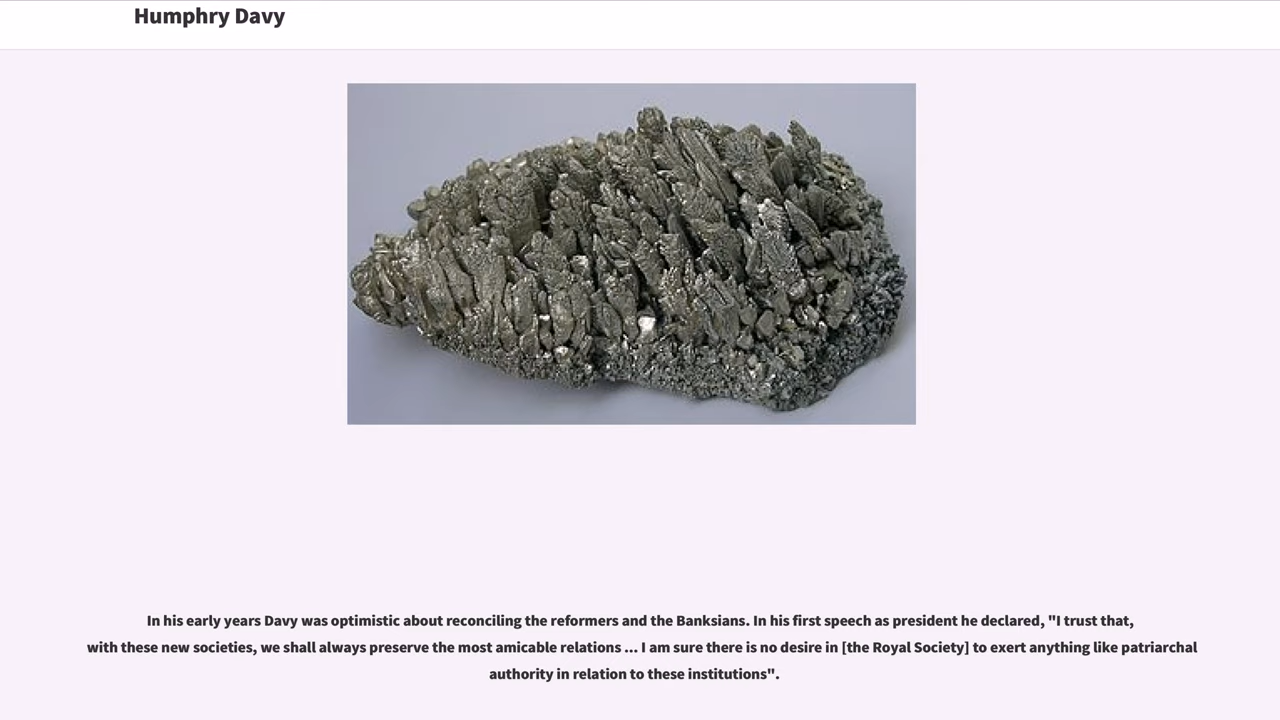 Humphry Davy
In his early years Davy was optimistic about reconciling the reformers and the Banksians. In his first speech as president he declared, "I trust that,
with these new societies, we shall always preserve the most amicable relations ... I am sure there is no desire in [the Royal Society] to exert anything like patriarchal
authority in relation to these institutions".